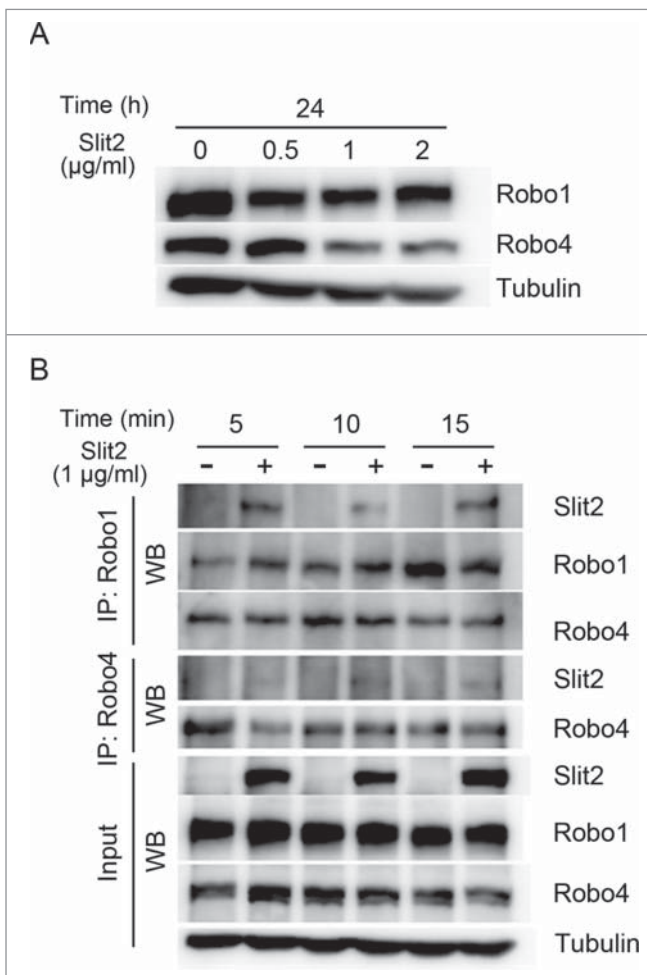 A
Time (h) 24
Slit2 (µg/ml) 0 0.5 1 2
Robo1
Robo4
Tubulin
B
Time (min) 5 10 15
Slit2 (1 µg/ml) - + - + - +
IP: Robo1 WB Slit2
Robo1
Robo4
IP: Robo4 WB Slit2
Robo4
Input WB Slit2
Robo1
Robo4
Tubulin